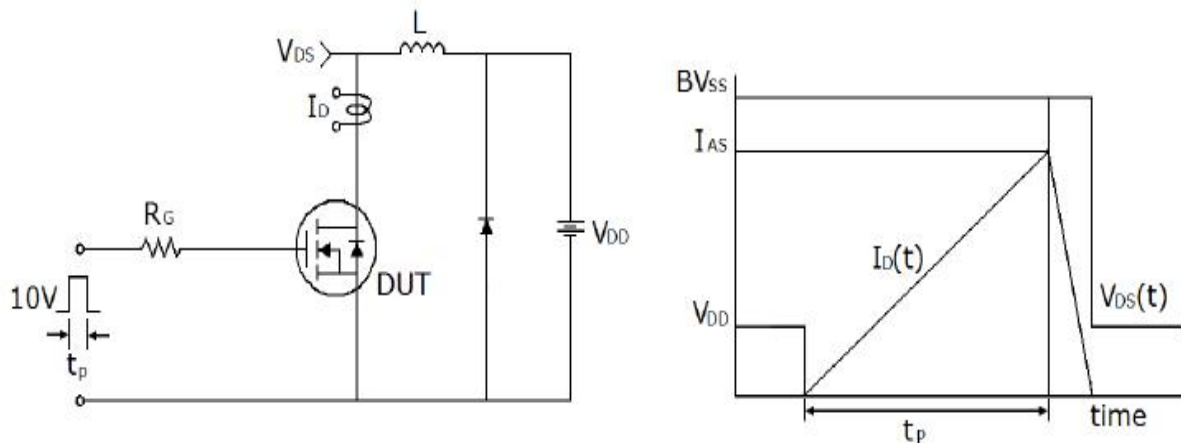 L
VDS
ID
RG
DUT
VDD
10V
tp
BVSS
IAS
ID(t)
VDD
VDS(t)
tP
time